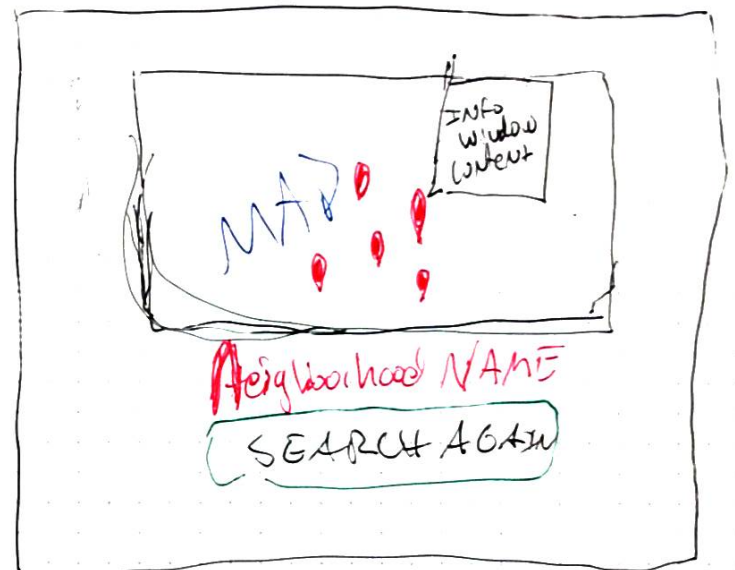 INFO
WINDOW
CONTENT
MAP
Neighborhood NAME
SEARCH AGAIN